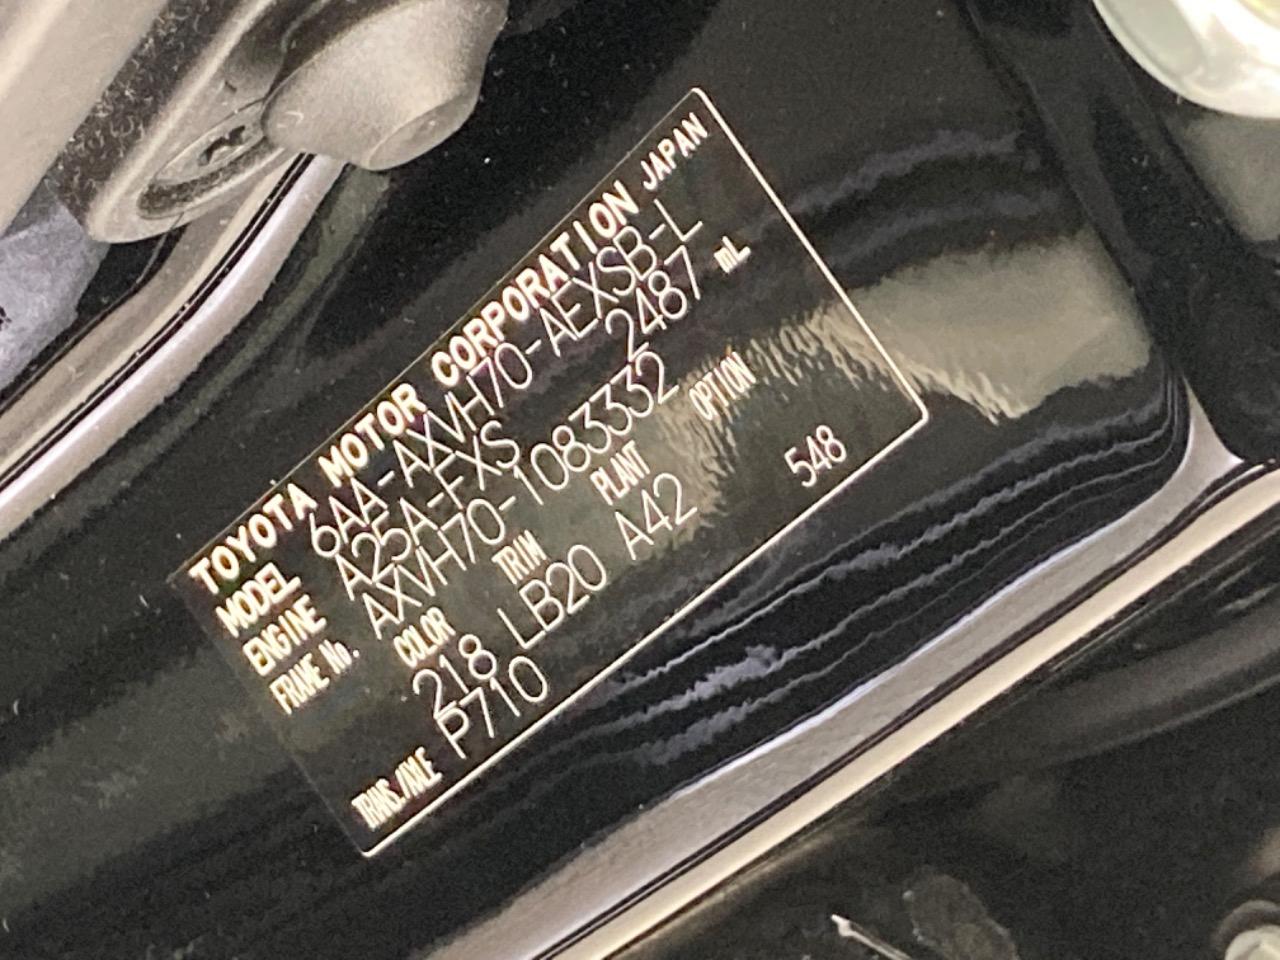 TOYOTA MOTOR CORPORATION JAPAN
MODEL 6AA-AXVH70-AEXSB-L
ENGINE A25A-FXS 2487 mL
FRAME No. AXVH70-1083332
COLOR TRIM PLANT OPTION
218 LB20 A42 548
TRANS./AXLE P710